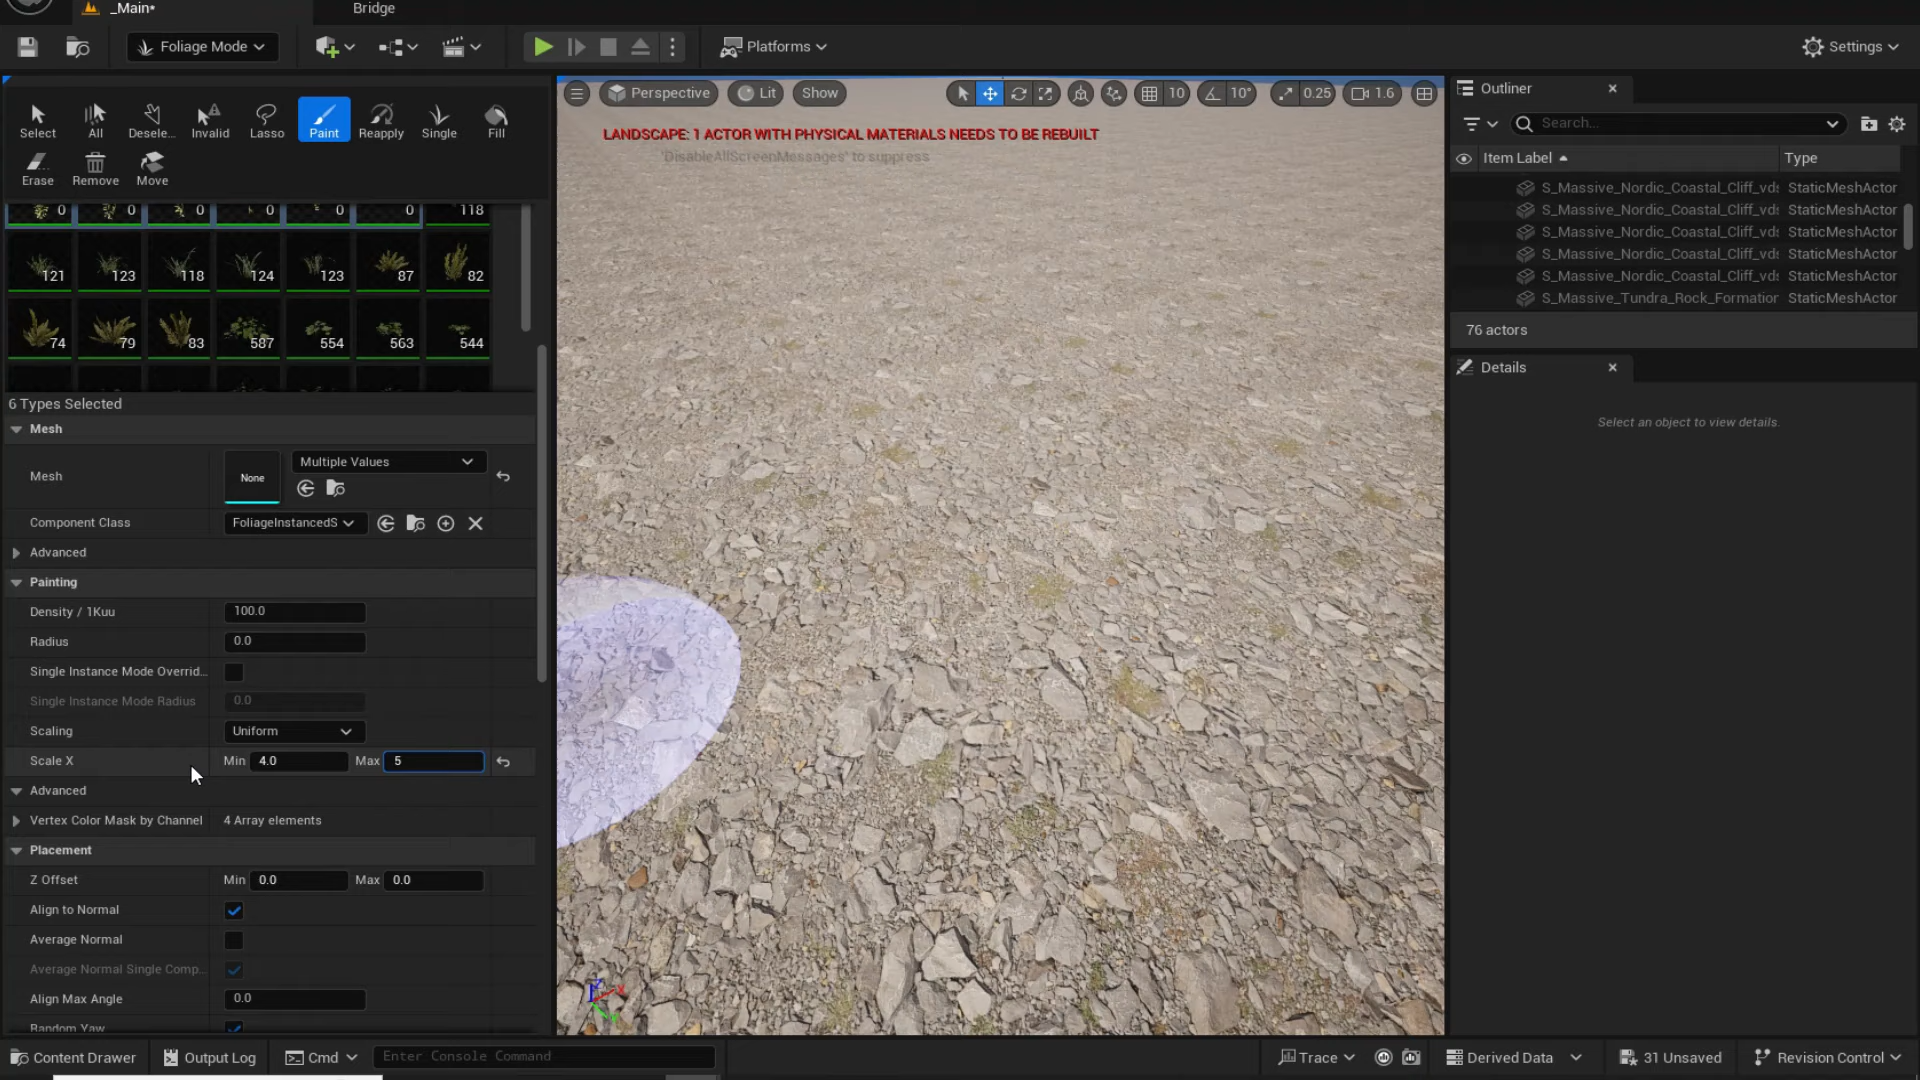 _Main*
Bridge
Foliage Mode
Platforms
Settings
Select
All
Desele...
Invalid
Lasso
Paint
Reapply
Single
Fill
Erase
Remove
Move
0 0 0 0 0 0 118
121 123 118 124 123 87 82
74 79 83 587 554 563 544
6 Types Selected
Mesh
Mesh
None
Multiple Values
Component Class
FoliageInstancedS
Advanced
Painting
Density / 1Kuu
100.0
Radius
0.0
Single Instance Mode Overrid...
Single Instance Mode Radius
0.0
Scaling
Uniform
Scale X
Min 4.0 Max 5
Advanced
Vertex Color Mask by Channel
4 Array elements
Placement
Z Offset
Min 0.0 Max 0.0
Align to Normal
Average Normal
Average Normal Single Comp...
Align Max Angle
0.0
Random Yaw
Perspective
Lit
Show
10
10°
0.25
1.6
LANDSCAPE: 1 ACTOR WITH PHYSICAL MATERIALS NEEDS TO BE REBUILT
'DisableAllScreenMessages' to suppress
Outliner
Search...
Item Label
Type
S_Massive_Nordic_Coastal_Cliff_vds StaticMeshActor
S_Massive_Nordic_Coastal_Cliff_vds StaticMeshActor
S_Massive_Nordic_Coastal_Cliff_vds StaticMeshActor
S_Massive_Nordic_Coastal_Cliff_vds StaticMeshActor
S_Massive_Nordic_Coastal_Cliff_vds StaticMeshActor
S_Massive_Tundra_Rock_Formation StaticMeshActor
76 actors
Details
Select an object to view details.
Content Drawer
Output Log
Cmd
Enter Console Command
Trace
Derived Data
31 Unsaved
Revision Control